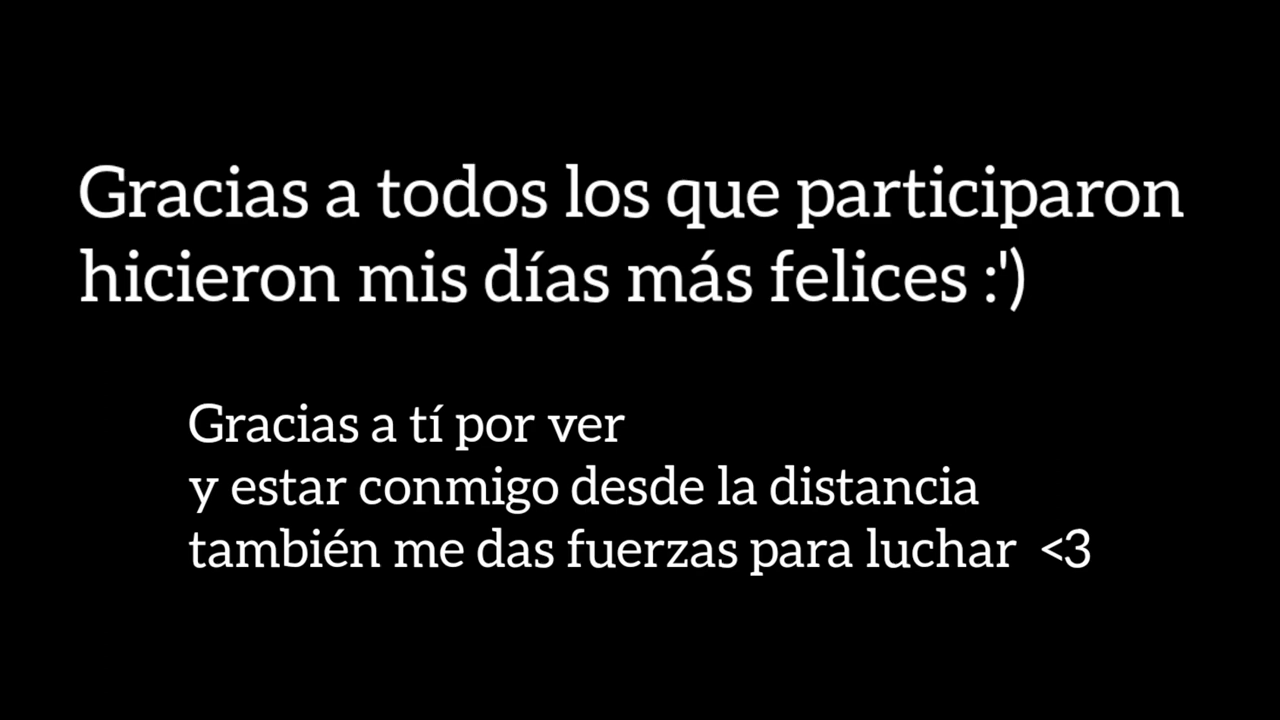 Gracias a todos los que participaron
hicieron mis días más felices :')
Gracias a tí por ver
y estar conmigo desde la distancia
también me das fuerzas para luchar <3